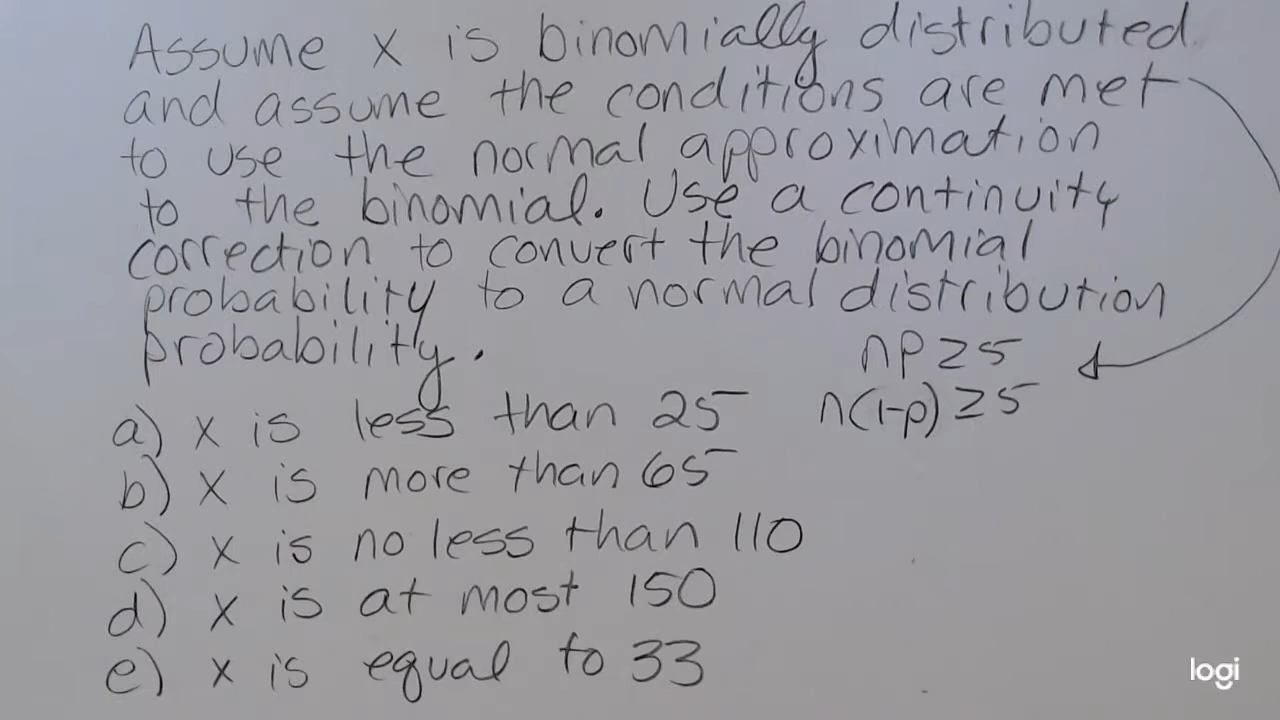 Assume x is binomially distributed
and assume the conditions are met
to use the normal approximation
to the binomial. Use a continuity
correction to convert the binomial
probability to a normal distribution
probability.
np ≥ 5
n(1-p) ≥ 5
a) x is less than 25
b) x is more than 65
c) x is no less than 110
d) x is at most 150
e) x is equal to 33
logi